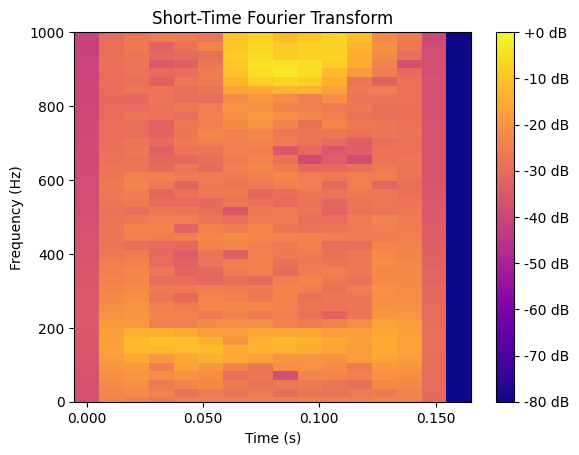 Short-Time Fourier Transform
1000
800
600
400
200
0
Frequency (Hz)
0.000
0.050
0.100
0.150
Time (s)
+0 dB
-10 dB
-20 dB
-30 dB
-40 dB
-50 dB
-60 dB
-70 dB
-80 dB